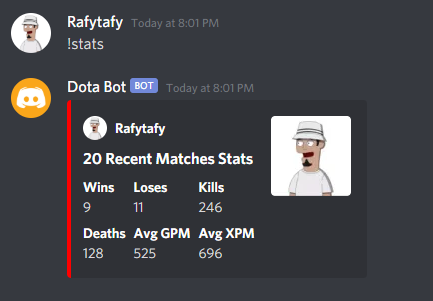 Rafytafy Today at 8:01 PM
!stats
Dota Bot BOT Today at 8:01 PM
Rafytafy
20 Recent Matches Stats
Wins Loses Kills
9 11 246
Deaths Avg GPM Avg XPM
128 525 696